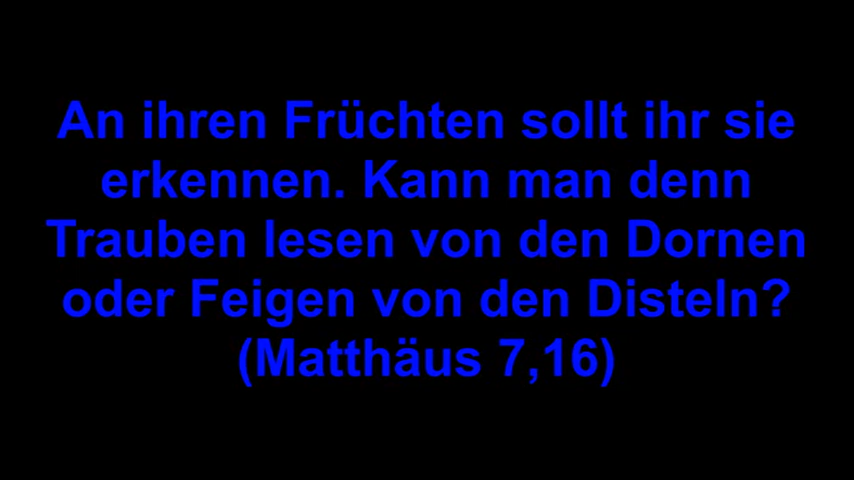 An ihren Früchten sollt ihr sie
erkennen. Kann man denn
Trauben lesen von den Dornen
oder Feigen von den Disteln?
(Matthäus 7,16)